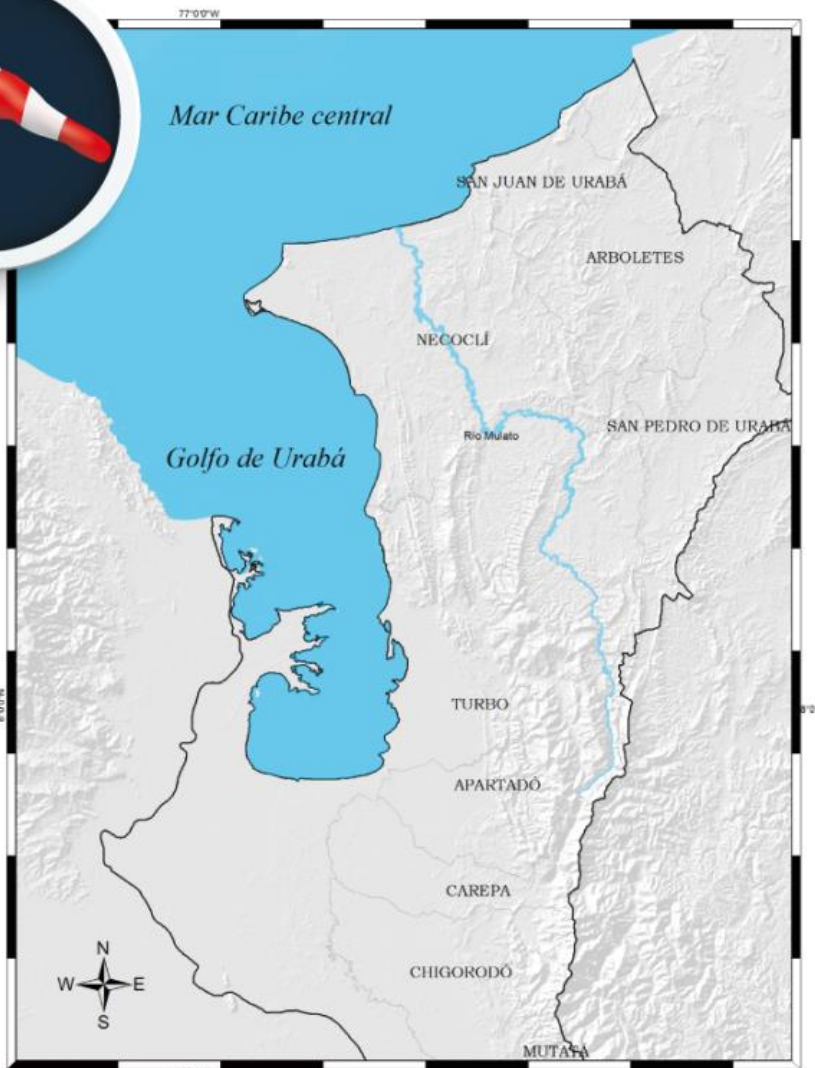 77°0'0"W
Mar Caribe central
SAN JUAN DE URABÁ
ARBOLETES
NECOCLÍ
SAN PEDRO DE URABÁ
Río Mulato
Golfo de Urabá
TURBO
APARTADÓ
CAREPA
CHIGORODÓ
N
W E
S
MUTATÁ